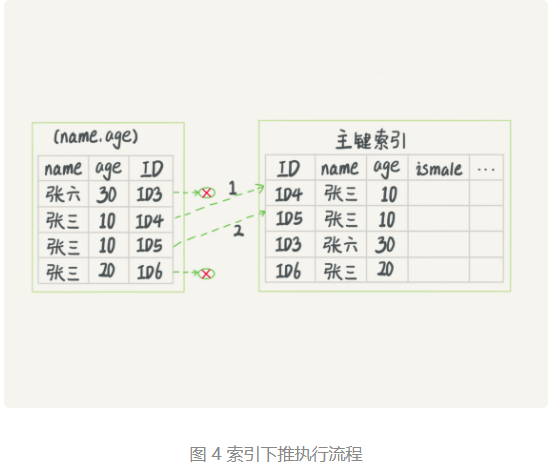 (name,age)
name age ID
张六 30 ID3
张三 10 ID4
张三 10 ID5
张三 20 ID6
1
2
主键索引
ID name age ismale ...
ID4 张三 10
ID5 张三 10
ID3 张六 30
ID6 张三 20
图 4 索引下推执行流程